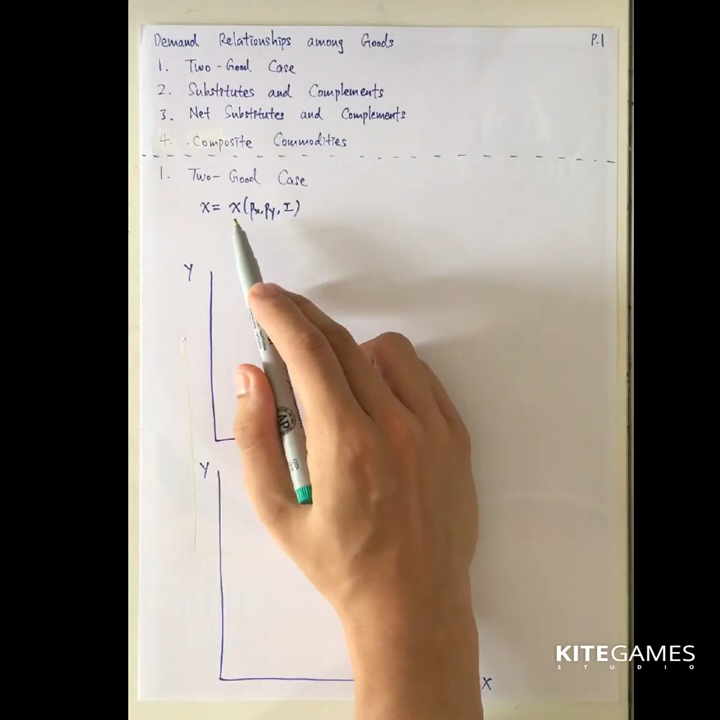 Demand Relationships among Goods P.1
1. Two-Good Case
2. Substitutes and Complements
3. Net Substitutes and Complements
4. Composite Commodities
1. Two-Good Case
x = x(px, py, I)
Y
Y
X
KITEGAMES
STUDIO